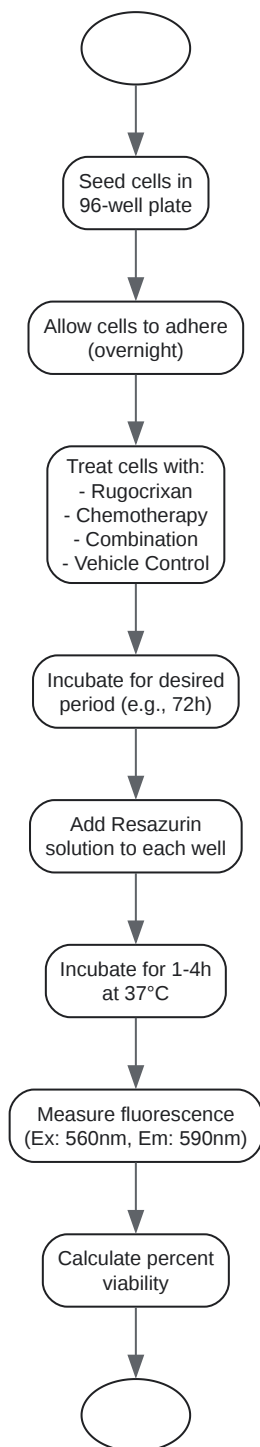 Seed cells in
96-well plate
Allow cells to adhere
(overnight)
Treat cells with:
- Rugocrixan
- Chemotherapy
- Combination
- Vehicle Control
Incubate for desired
period (e.g., 72h)
Add Resazurin
solution to each well
Incubate for 1-4h
at 37°C
Measure fluorescence
(Ex: 560nm, Em: 590nm)
Calculate percent
viability